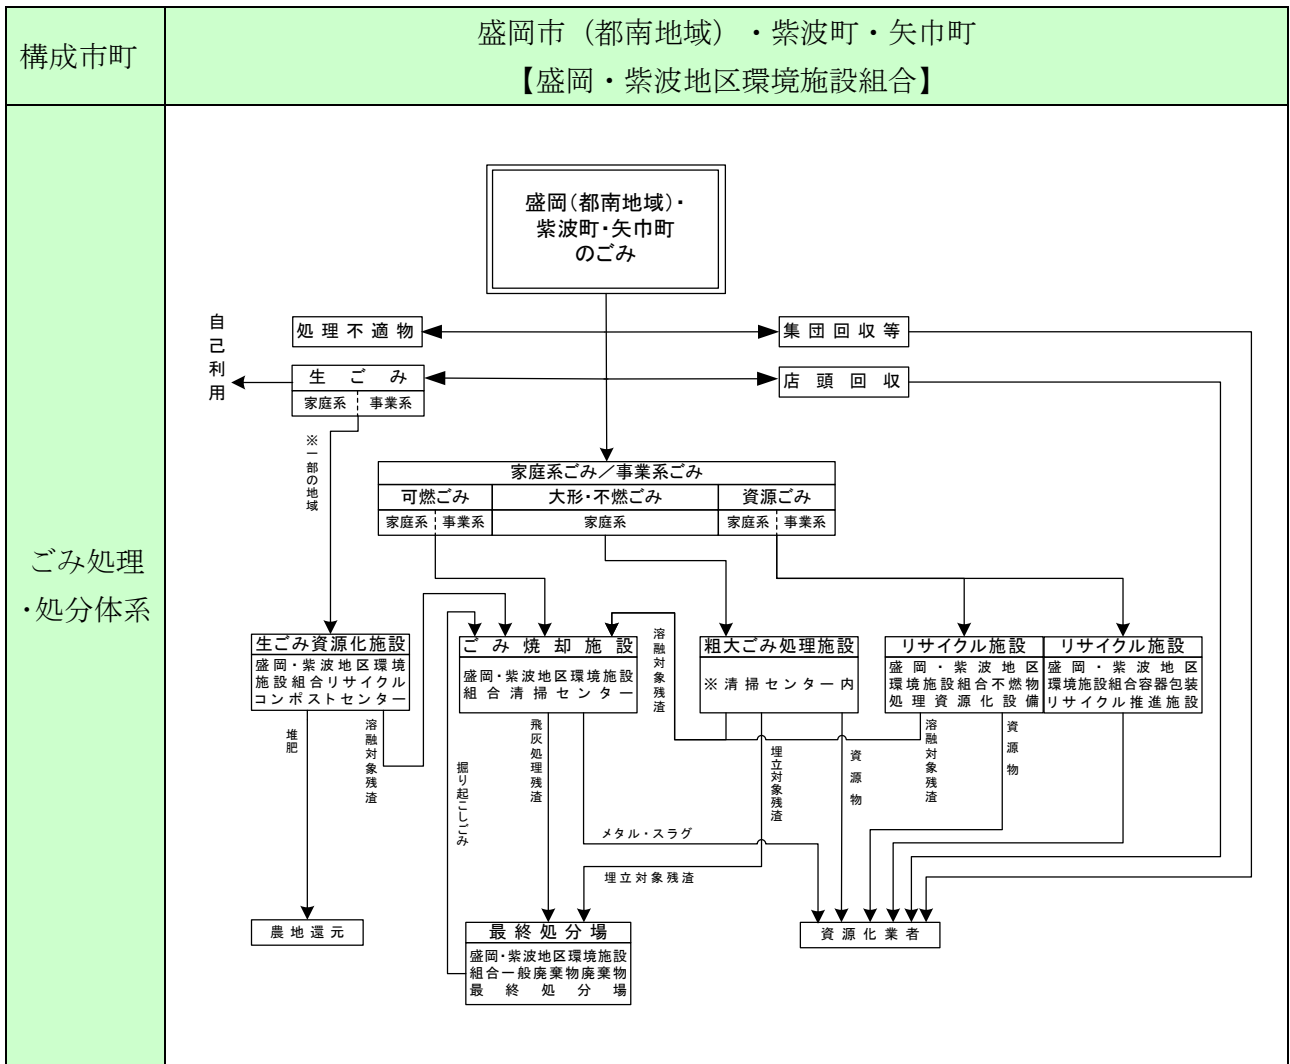 構成市町
盛岡市（都南地域）・紫波町・矢巾町
【盛岡・紫波地区環境施設組合】
ごみ処理
・処分体系
盛岡(都南地域)・
紫波町・矢巾町
のごみ
自己利用
処理不適物
集団回収等
生ごみ
家庭系 事業系
店頭回収
※一部の地域
家庭系ごみ／事業系ごみ
可燃ごみ 大形・不燃ごみ 資源ごみ
家庭系 事業系 家庭系 家庭系 事業系
生ごみ資源化施設
盛岡・紫波地区環境
施設組合リサイクル
コンポストセンター
ごみ焼却施設
盛岡・紫波地区環境施設
組合清掃センター
溶融対象残渣
粗大ごみ処理施設
※清掃センター内
リサイクル施設
盛岡・紫波地区
環境施設組合不燃物
処理資源化設備
リサイクル施設
盛岡・紫波地区
環境施設組合容器包装
リサイクル推進施設
堆肥
溶融対象残渣
掘り起こしごみ
飛灰処理残渣
埋立対象残渣
資源物
溶融対象残渣
資源物
メタル・スラグ
埋立対象残渣
農地還元
最終処分場
盛岡・紫波地区環境施設
組合一般廃棄物廃棄物
最終処分場
資源化業者